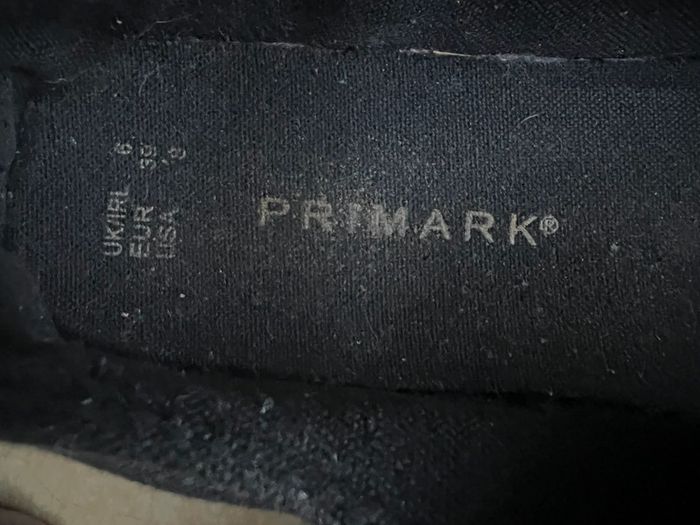 UK/IRL 6
EUR 39
USA 8
PRIMARK®